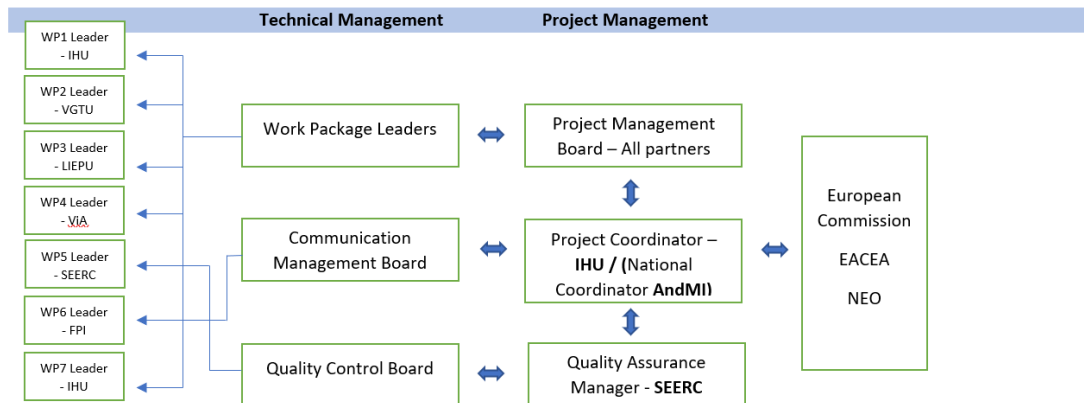 Technical Management
Project Management
WP1 Leader
- IHU
WP2 Leader
- VGTU
WP3 Leader
- LIEPU
WP4 Leader
- ViA
WP5 Leader
- SEERC
WP6 Leader
- FPI
WP7 Leader
- IHU
Work Package Leaders
Communication
Management Board
Quality Control Board
Project Management
Board – All partners
Project Coordinator –
IHU / (National
Coordinator AndMI)
Quality Assurance
Manager - SEERC
European
Commission
EACEA
NEO